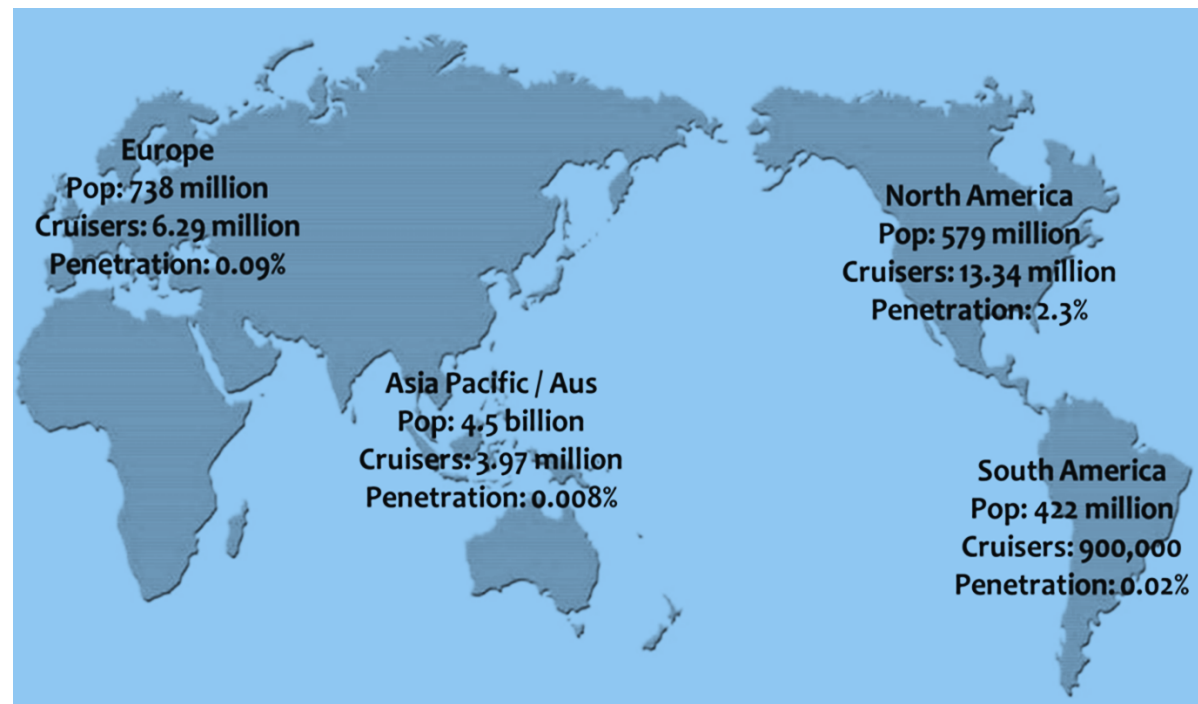 Europe
Pop: 738 million
Cruisers: 6.29 million
Penetration: 0.09%
North America
Pop: 579 million
Cruisers: 13.34 million
Penetration: 2.3%
Asia Pacific / Aus
Pop: 4.5 billion
Cruisers: 3.97 million
Penetration: 0.008%
South America
Pop: 422 million
Cruisers: 900,000
Penetration: 0.02%